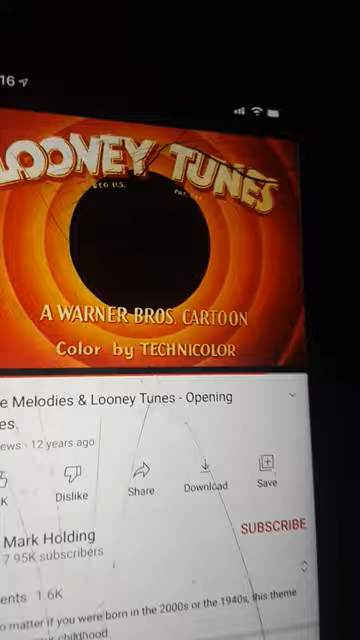 16
LOONEY TUNES
REG U.S.
PAT.
A WARNER BROS. CARTOON
Color by TECHNICOLOR
e Melodies & Looney Tunes - Opening
es.
ews · 12 years ago
K
Dislike
Share
Download
Save
Mark Holding
7.95K subscribers
SUBSCRIBE
ents 1.6K
o matter if you were born in the 2000s or the 1940s, this theme
childhood